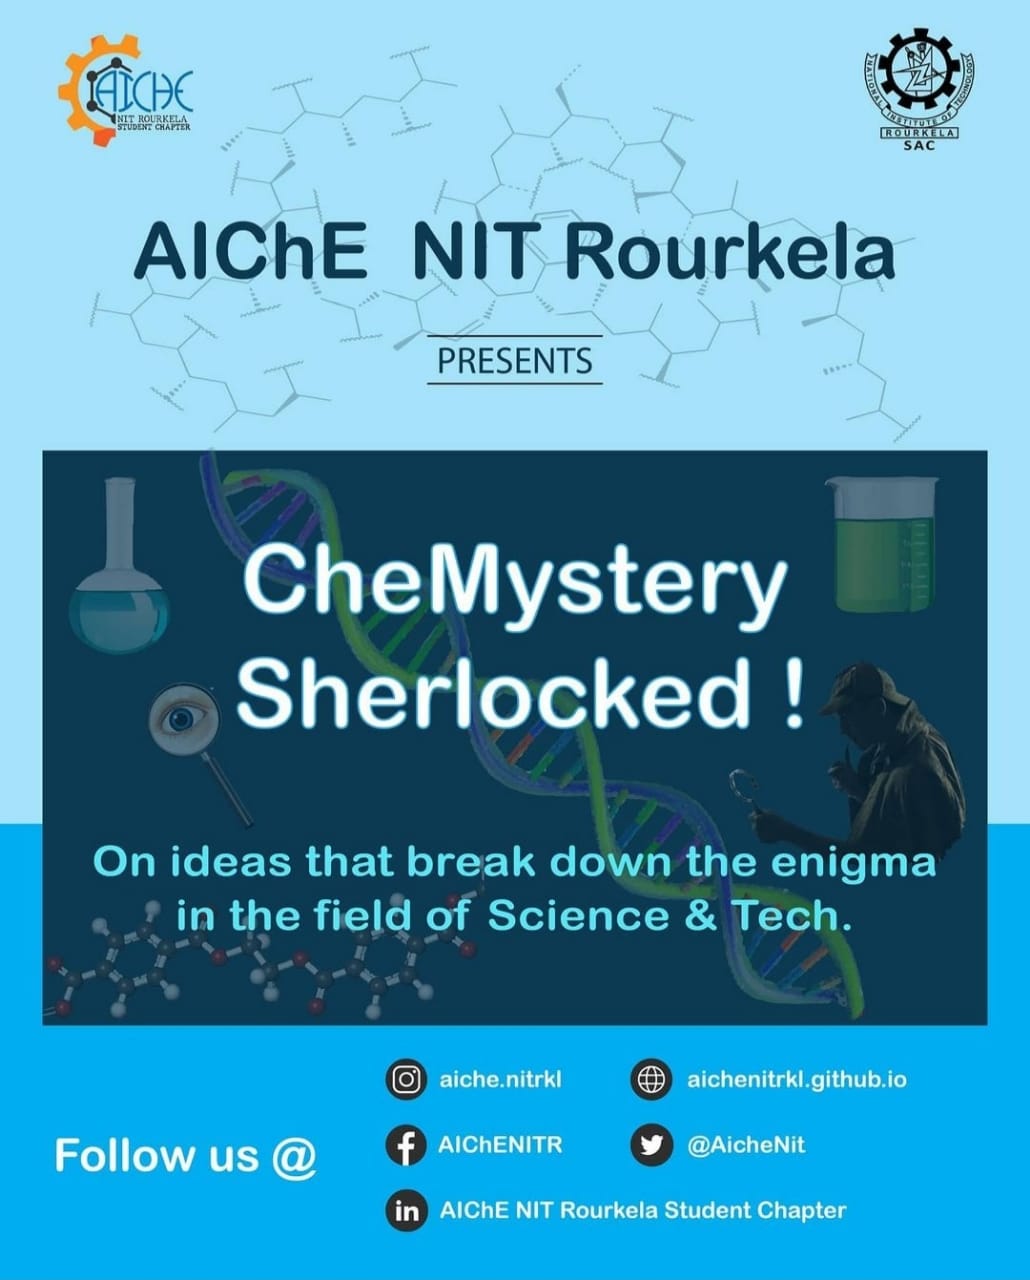 AIChE
NIT ROURKELA
STUDENT CHAPTER
NATIONAL INSTITUTE OF TECHNOLOGY
ROURKELA
SAC
AIChE NIT Rourkela
PRESENTS
CheMystery
Sherlocked !
On ideas that break down the enigma
in the field of Science & Tech.
Follow us @
aiche.nitrkl
aichenitrkl.github.io
AIChENITR
@AicheNit
in
AIChE NIT Rourkela Student Chapter